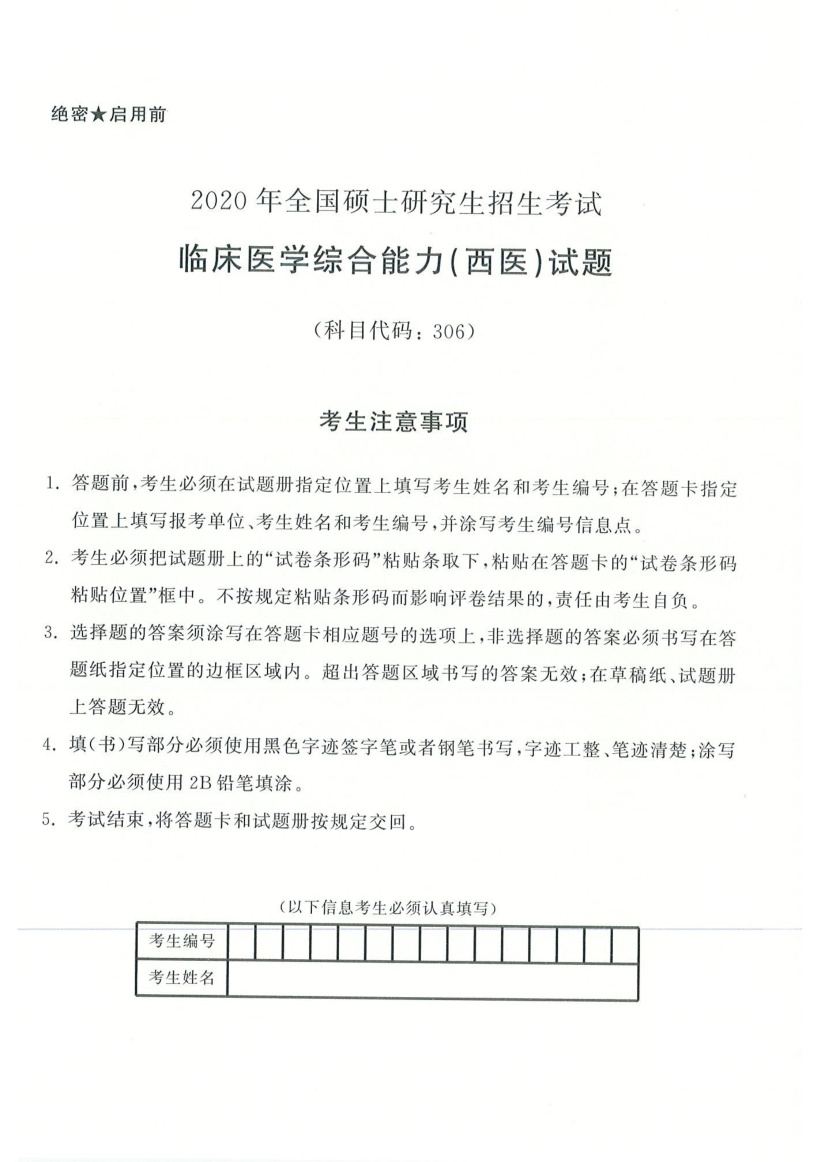 绝密★启用前
2020 年全国硕士研究生招生考试
临床医学综合能力(西医)试题
(科目代码: 306)
考生注意事项
1. 答题前,考生必须在试题册指定位置上填写考生姓名和考生编号;在答题卡指定
位置上填写报考单位、考生姓名和考生编号,并涂写考生编号信息点。
2. 考生必须把试题册上的“试卷条形码”粘贴条取下,粘贴在答题卡的“试卷条形码
粘贴位置”框中。不按规定粘贴条形码而影响评卷结果的,责任由考生自负。
3. 选择题的答案须涂写在答题卡相应题号的选项上,非选择题的答案必须书写在答
题纸指定位置的边框区域内。超出答题区域书写的答案无效;在草稿纸、试题册
上答题无效。
4. 填(书)写部分必须使用黑色字迹签字笔或者钢笔书写,字迹工整、笔迹清楚;涂写
部分必须使用 2B 铅笔填涂。
5. 考试结束,将答题卡和试题册按规定交回。
(以下信息考生必须认真填写)
考生编号
考生姓名